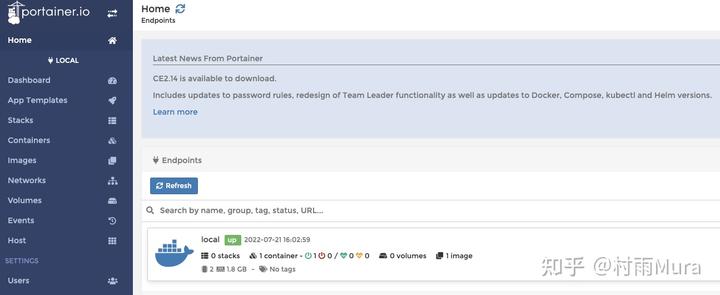 portainer.io
Home
LOCAL
Dashboard
App Templates
Stacks
Containers
Images
Networks
Volumes
Events
Host
SETTINGS
Users
Home
Endpoints
Latest News From Portainer
CE2.14 is available to download.
Includes updates to password rules, redesign of Team Leader functionality as well as updates to Docker, Compose, kubectl and Helm versions.
Learn more
Endpoints
Refresh
Search by name, group, tag, status, URL...
local up 2022-07-21 16:02:59
0 stacks 1 container - 1 0 / 0 0 0 volumes 1 image
2 1.8 GB - No tags
知乎 @村雨Mura